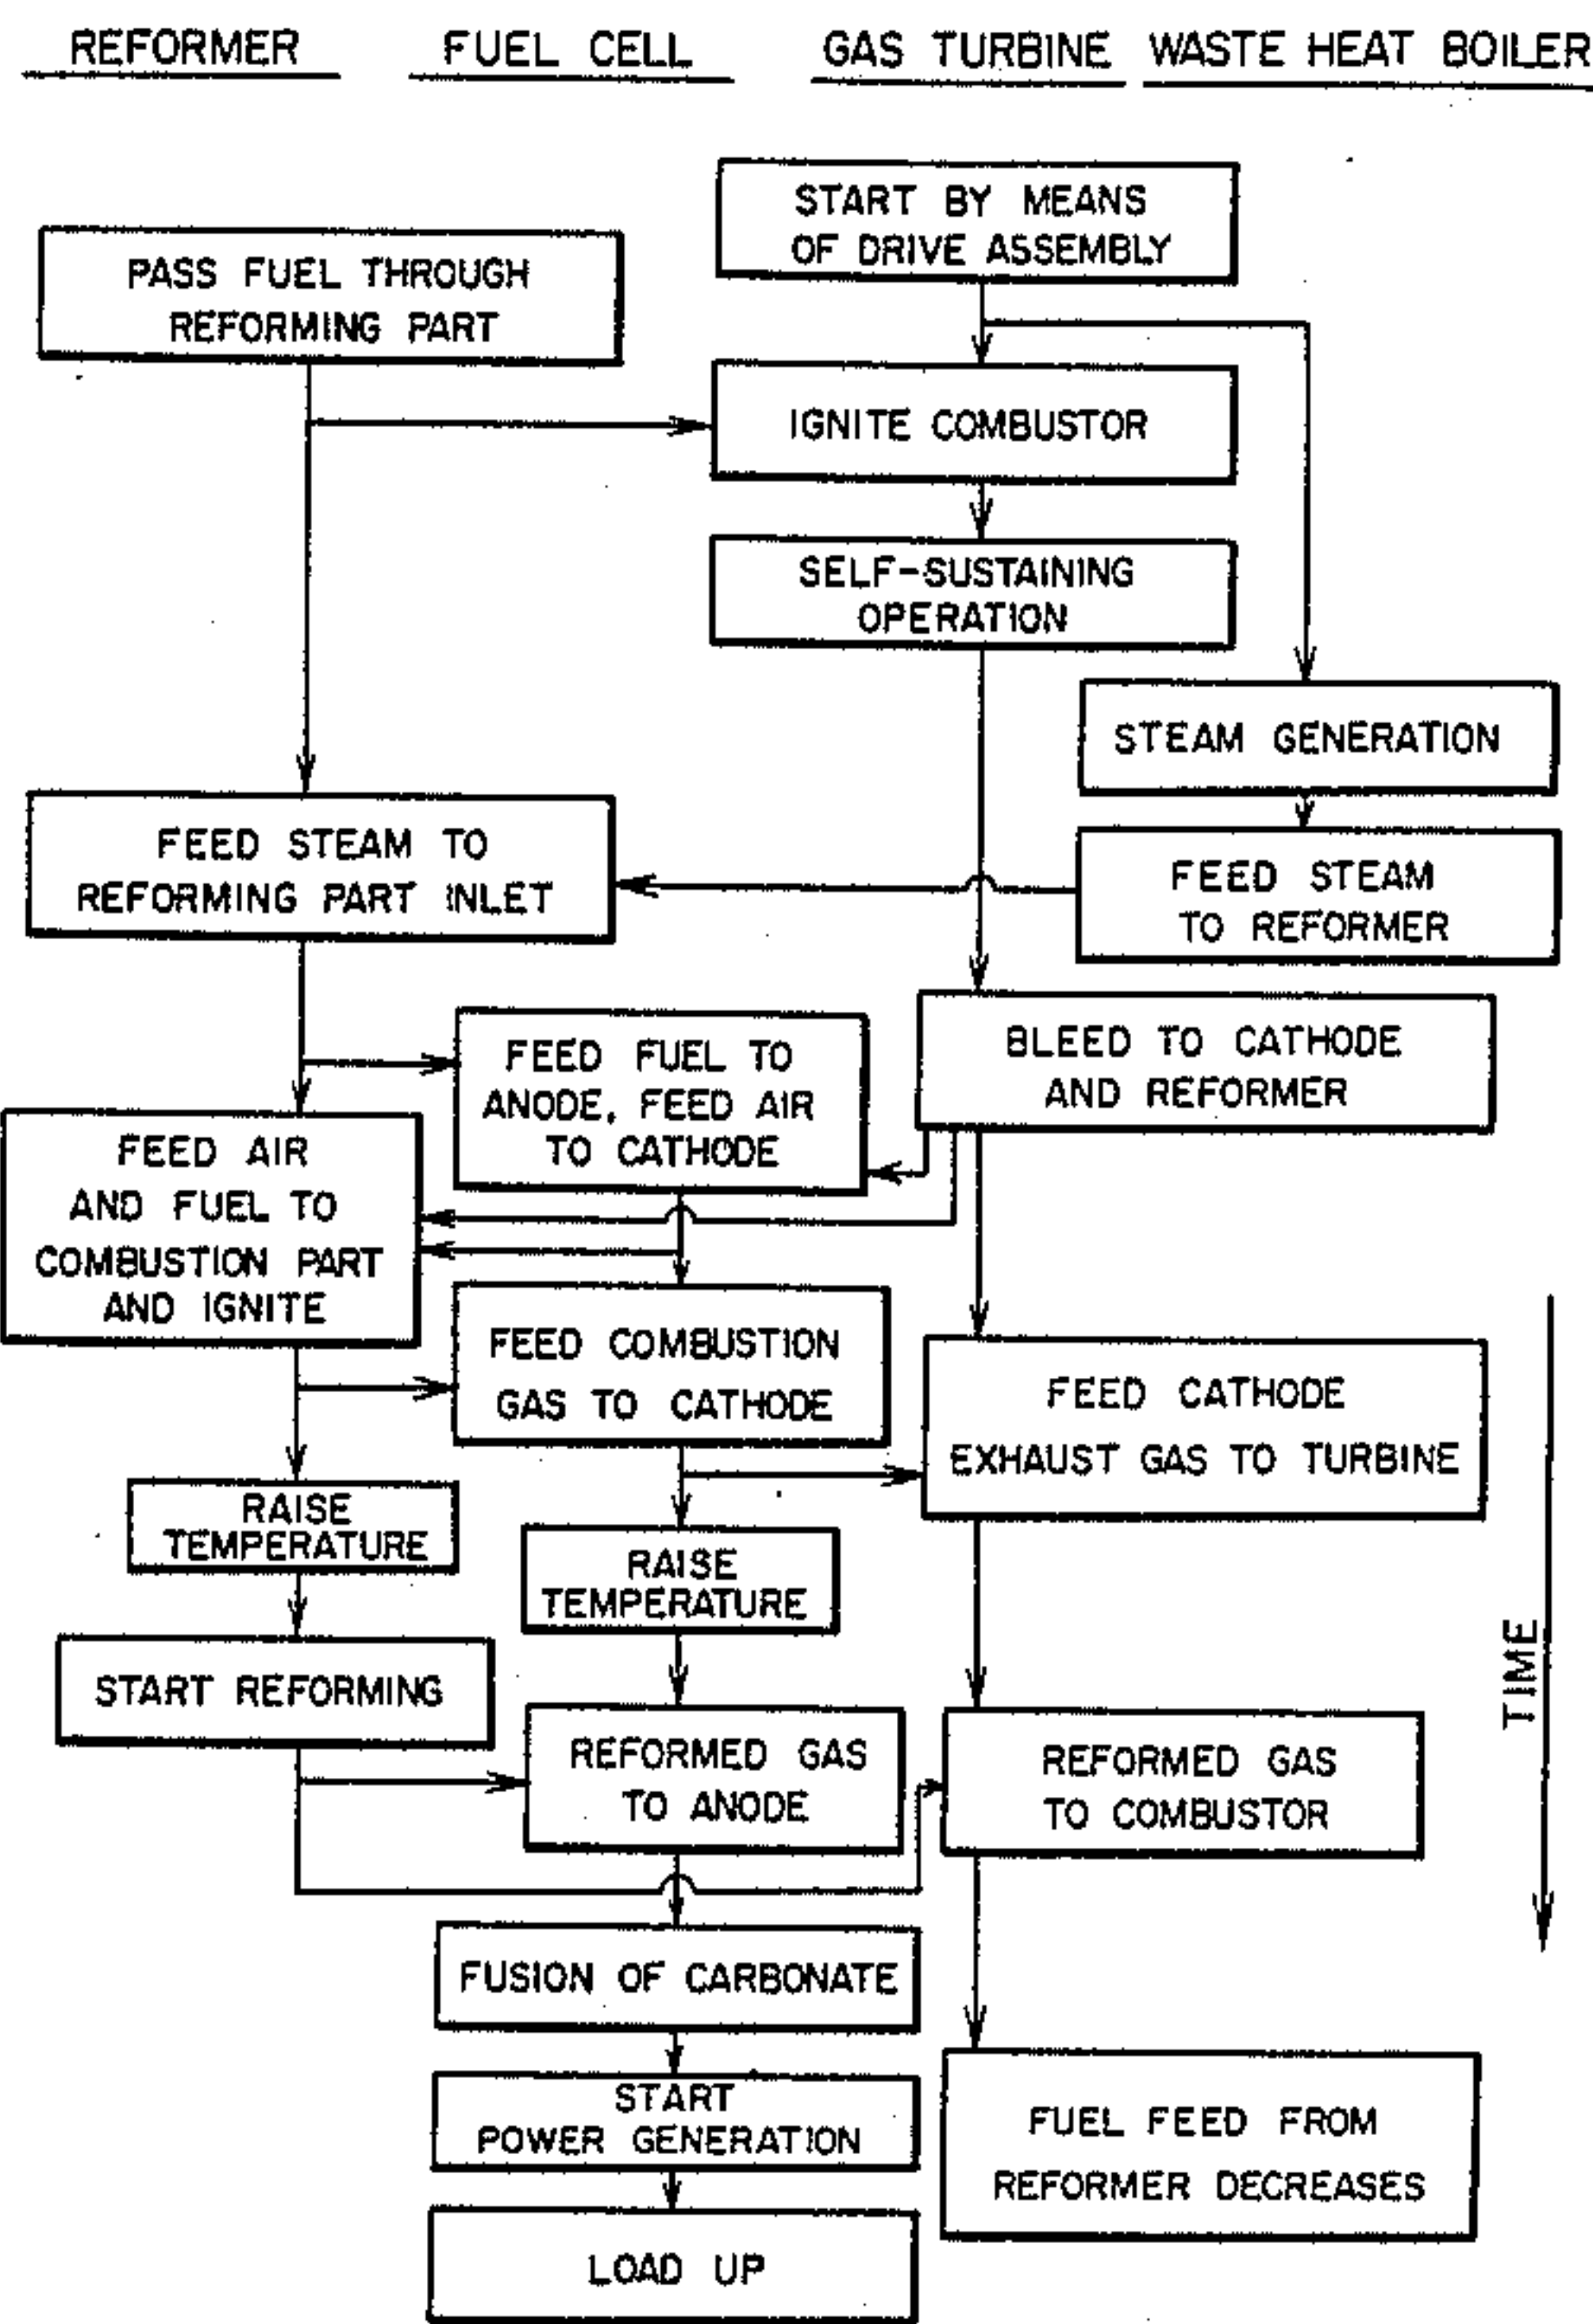 REFORMER
FUEL CELL
GAS TURBINE
WASTE HEAT BOILER
START BY MEANS
OF DRIVE ASSEMBLY
PASS FUEL THROUGH
REFORMING PART
IGNITE COMBUSTOR
SELF-SUSTAINING
OPERATION
STEAM GENERATION
FEED STEAM TO
REFORMING PART INLET
FEED STEAM
TO REFORMER
FEED FUEL TO
ANODE, FEED AIR
TO CATHODE
BLEED TO CATHODE
AND REFORMER
FEED AIR
AND FUEL TO
COMBUSTION PART
AND IGNITE
FEED COMBUSTION
GAS TO CATHODE
FEED CATHODE
EXHAUST GAS TO TURBINE
RAISE
TEMPERATURE
RAISE
TEMPERATURE
TIME
START REFORMING
REFORMED GAS
TO ANODE
REFORMED GAS
TO COMBUSTOR
FUSION OF CARBONATE
START
POWER GENERATION
FUEL FEED FROM
REFORMER DECREASES
LOAD UP